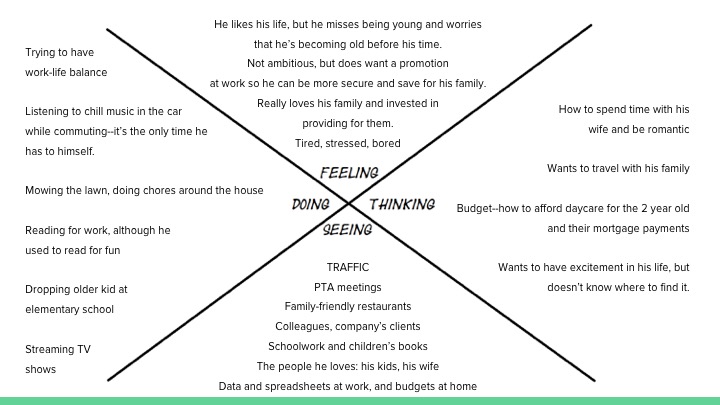 He likes his life, but he misses being young and worries
that he's becoming old before his time.
Not ambitious, but does want a promotion
at work so he can be more secure and save for his family.
Really loves his family and invested in
providing for them.
Tired, stressed, bored
FEELING
Trying to have
work-life balance
Listening to chill music in the car
while commuting--it's the only time he
has to himself.
Mowing the lawn, doing chores around the house
Reading for work, although he
used to read for fun
Dropping older kid at
elementary school
Streaming TV
shows
DOING
THINKING
How to spend time with his
wife and be romantic
Wants to travel with his family
Budget--how to afford daycare for the 2 year old
and their mortgage payments
Wants to have excitement in his life, but
doesn't know where to find it.
SEEING
TRAFFIC
PTA meetings
Family-friendly restaurants
Colleagues, company's clients
Schoolwork and children's books
The people he loves: his kids, his wife
Data and spreadsheets at work, and budgets at home